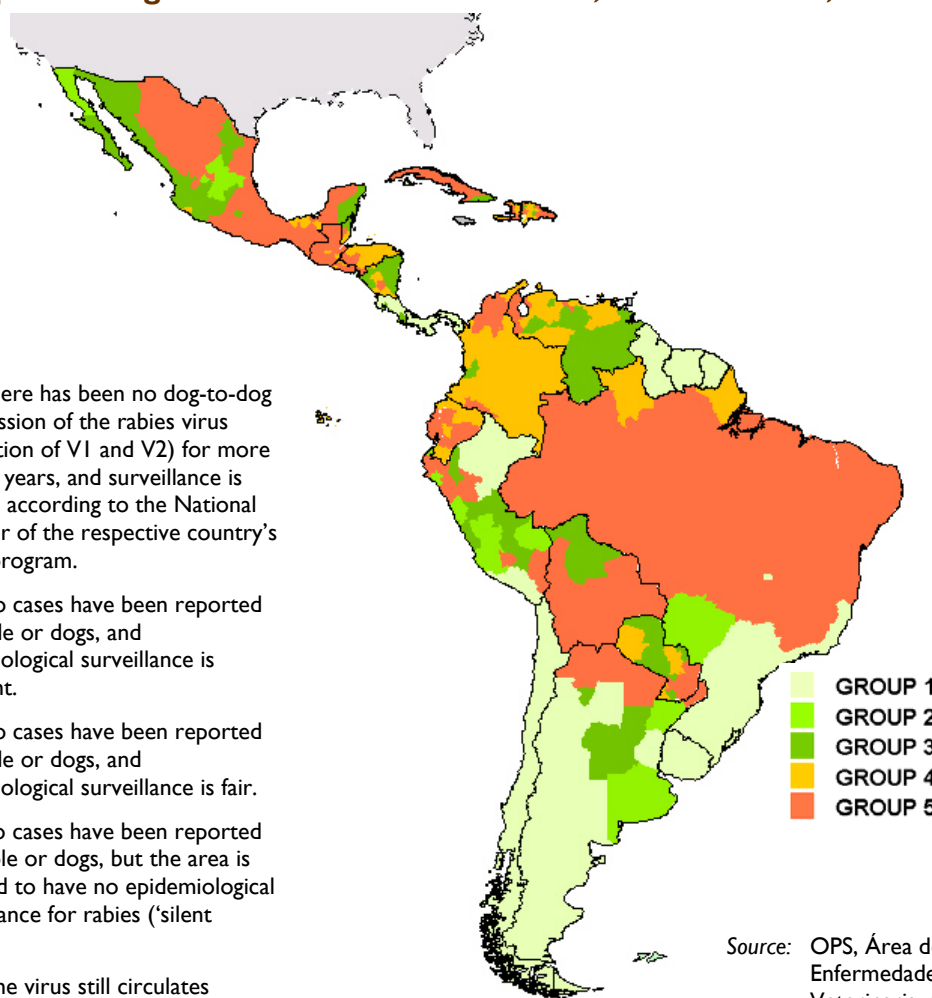 here has been no dog-to-dog
ssion of the rabies virus
tion of V1 and V2) for more
years, and surveillance is
according to the National
r of the respective country's
program.
o cases have been reported
le or dogs, and
ological surveillance is
nt.
o cases have been reported
le or dogs, and
ological surveillance is fair.
o cases have been reported
ple or dogs, but the area is
d to have no epidemiological
ance for rabies ('silent
ne virus still circulates
GROUP 1
GROUP 2
GROUP 3
GROUP 4
GROUP 5
Source: OPS, Área d
Enfermedade